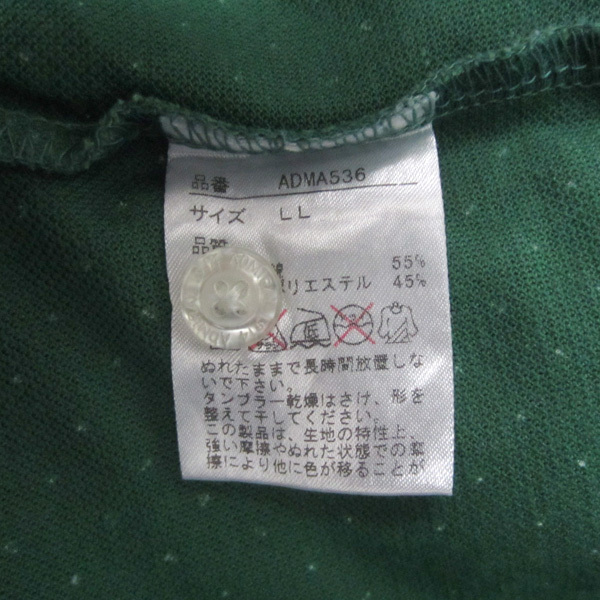 品番 ADMA536
サイズ LL
品質
綿 55%
ポリエステル 45%
低
ぬれたままで長時間放置しな
いで下さい。
タンブラー乾燥はさけ、形を
整えて干してください。
この製品は、生地の特性上、
強い摩擦やぬれた状態での摩
擦により他に色が移ることが